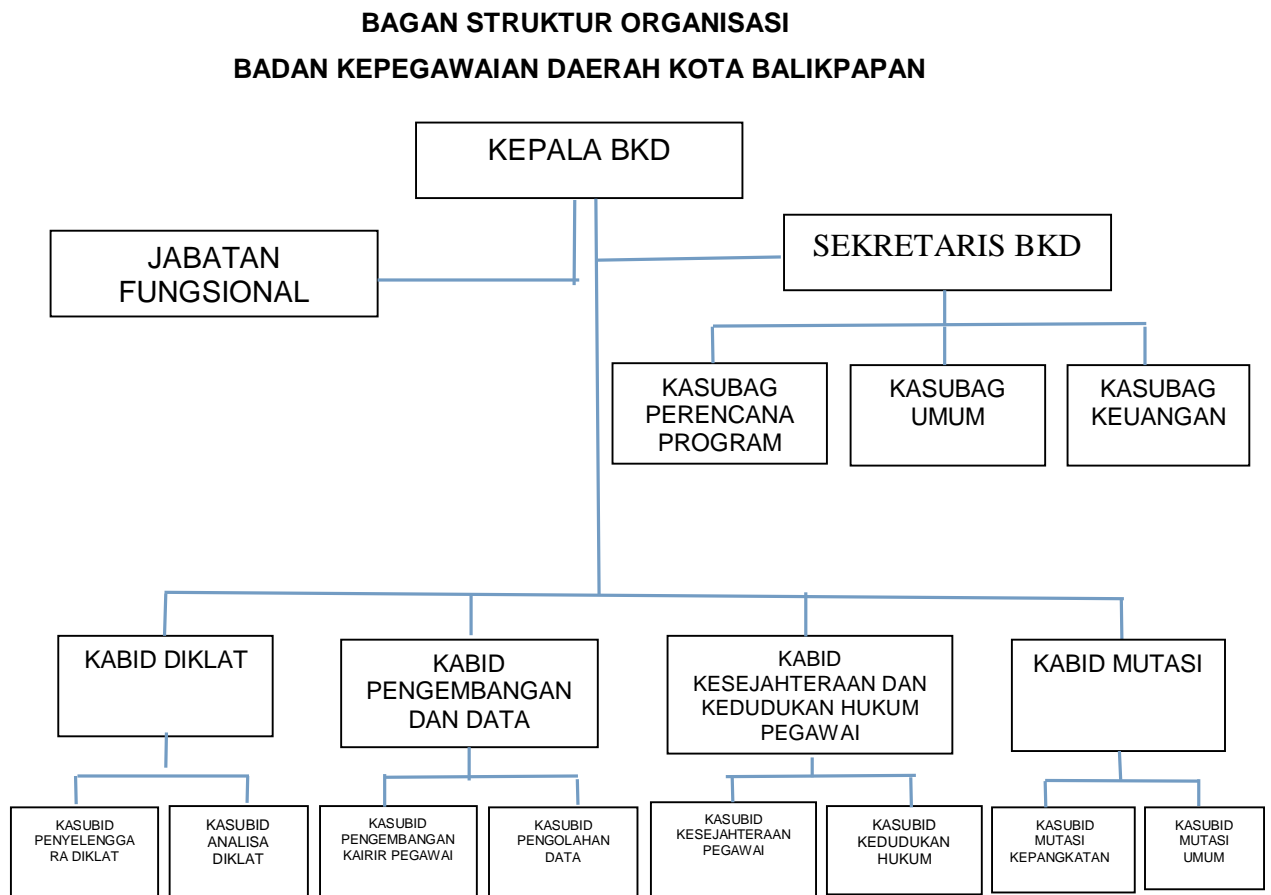 BAGAN STRUKTUR ORGANISASI
BADAN KEPEGAWAIAN DAERAH KOTA BALIKPAPAN
KEPALA BKD
JABATAN
FUNGSIONAL
SEKRETARIS BKD
KASUBAG
PERENCANA
PROGRAM
KASUBAG
UMUM
KASUBAG
KEUANGAN
KABID DIKLAT
KABID
PENGEMBANGAN
DAN DATA
KABID
KESEJAHTERAAN DAN
KEDUDUKAN HUKUM
PEGAWAI
KABID MUTASI
KASUBID
PENYELENGGA
RA DIKLAT
KASUBID
ANALISA
DIKLAT
KASUBID
PENGEMBANGAN
KAIRIR PEGAWAI
KASUBID
PENGOLAHAN
DATA
KASUBID
KESEJAHTERAAN
PEGAWAI
KASUBID
KEDUDUKAN
HUKUM
KASUBID
MUTASI
KEPANGKATAN
KASUBID
MUTASI
UMUM